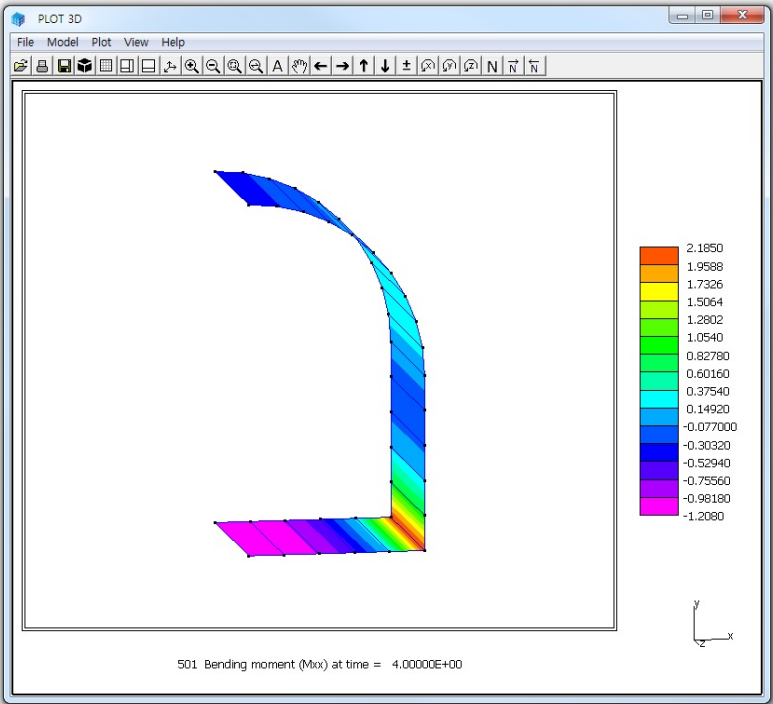 PLOT 3D
File Model Plot View Help
A ± x y z N N N
2.1850
1.9588
1.7326
1.5064
1.2802
1.0540
0.82780
0.60160
0.37540
0.14920
-0.077000
-0.30320
-0.52940
-0.75560
-0.98180
-1.2080
y
x
z
501 Bending moment (Mxx) at time = 4.00000E+00